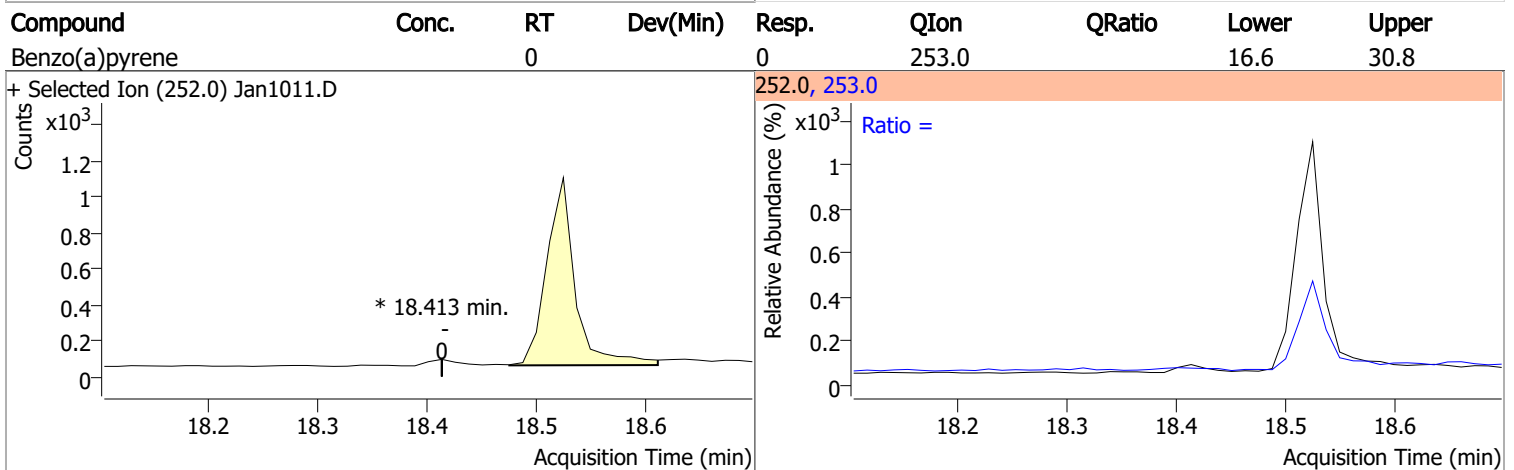 Compound Conc. RT Dev(Min) Resp. QIon QRatio Lower Upper
Benzo(a)pyrene 0 0 253.0 16.6 30.8
+ Selected Ion (252.0) Jan1011.D
Counts
x10³
1.2
1
0.8
0.6
0.4
0.2
0
* 18.413 min.
-
0
18.2 18.3 18.4 18.5 18.6
Acquisition Time (min)
252.0, 253.0
Relative Abundance (%)
x10³
Ratio =
1
0.8
0.6
0.4
0.2
0
18.2 18.3 18.4 18.5 18.6
Acquisition Time (min)